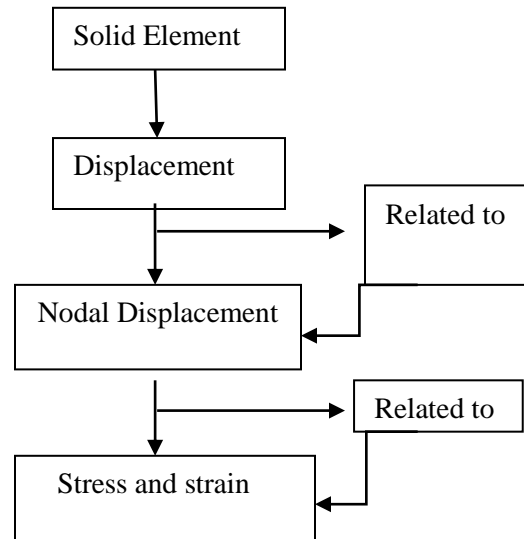 Solid Element
Displacement
Related to
Nodal Displacement
Related to
Stress and strain